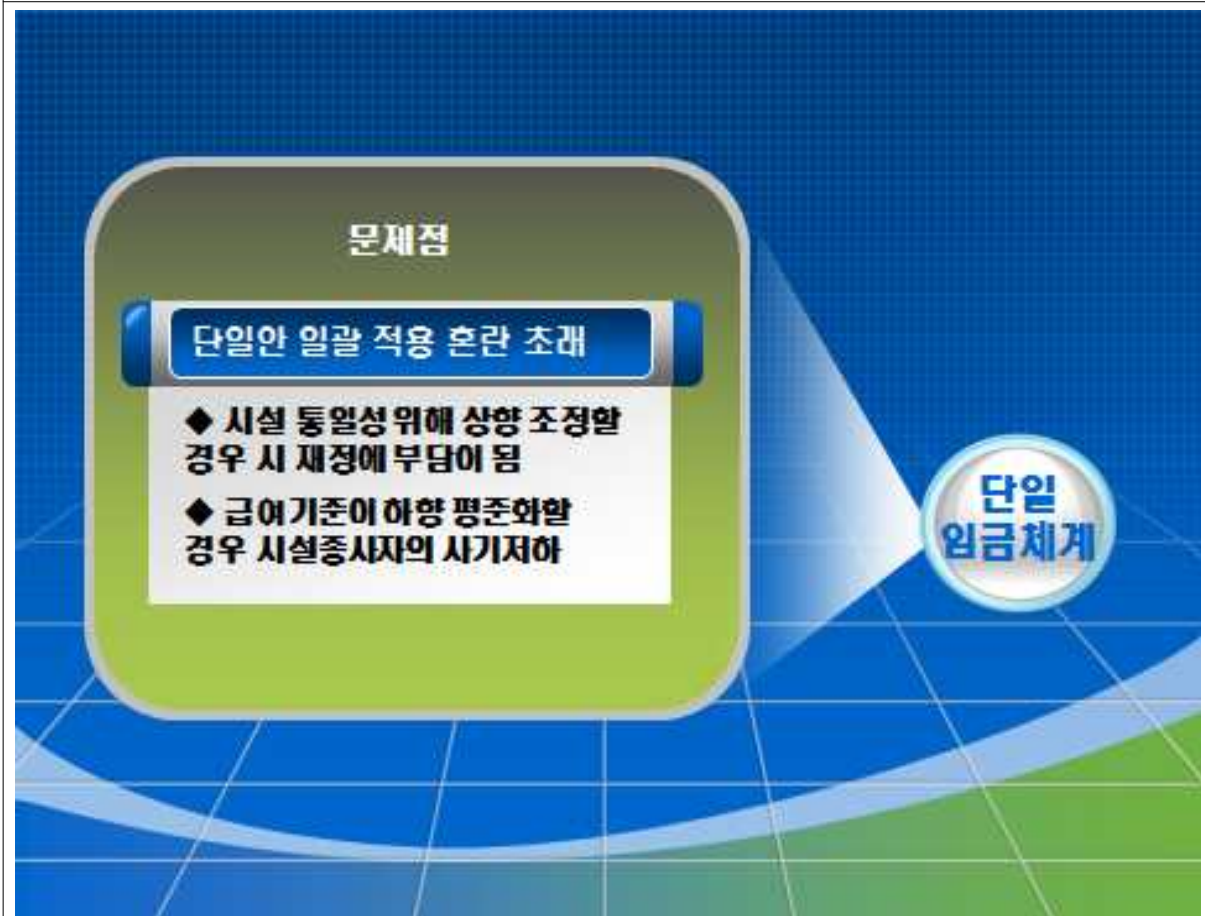 문제점
단일안 일괄 적용 혼란 초래
◆ 시설 통일성 위해 상향 조정할
경우 시 재정에 부담이 됨
◆ 급여기준이 하향 평준화할
경우 시설종사자의 사기저하
단일
임금체계